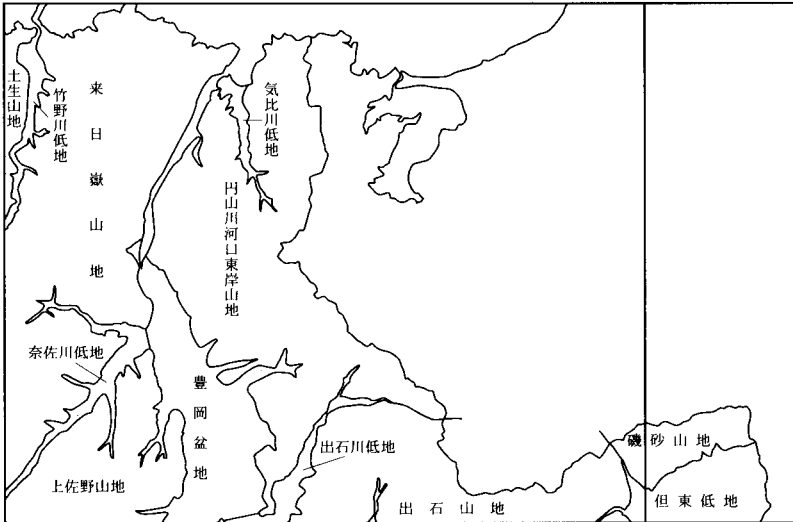 土生山地
竹野川低地
来日嶽山地
気比川低地
円山川河口東岸山地
奈佐川低地
豊岡盆地
上佐野山地
出石川低地
出石山地
磯砂山地
但東低地